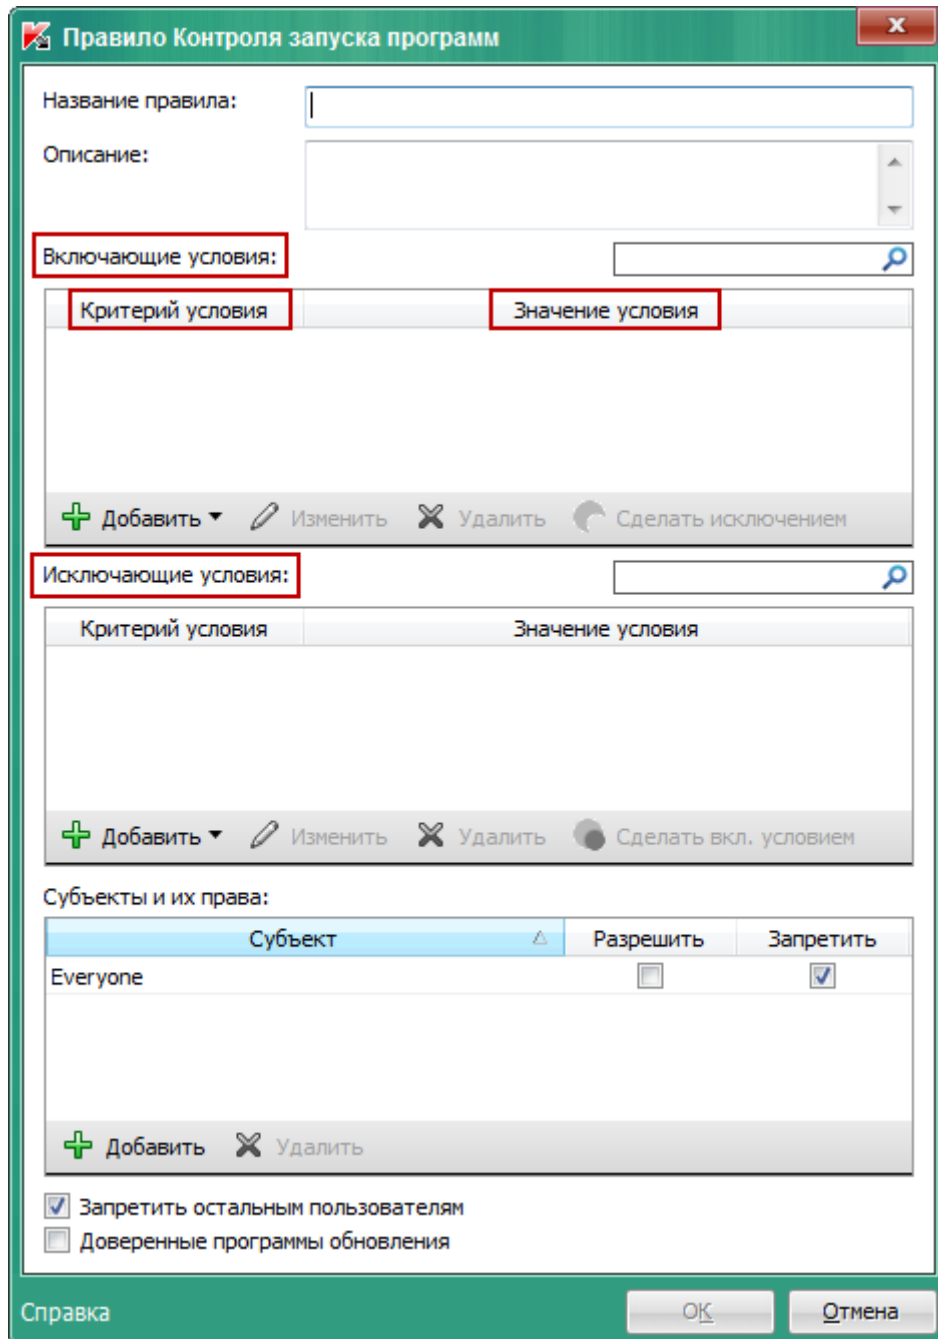 Правило Контроля запуска программ
Название правила:
Описание:
Включающие условия:
Критерий условия Значение условия
Добавить Изменить Удалить Сделать исключением
Исключающие условия:
Критерий условия Значение условия
Добавить Изменить Удалить Сделать вкл. условием
Субъекты и их права:
Субъект Разрешить Запретить
Everyone
Добавить Удалить
Запретить остальным пользователям
Доверенные программы обновления
Справка OK Отмена